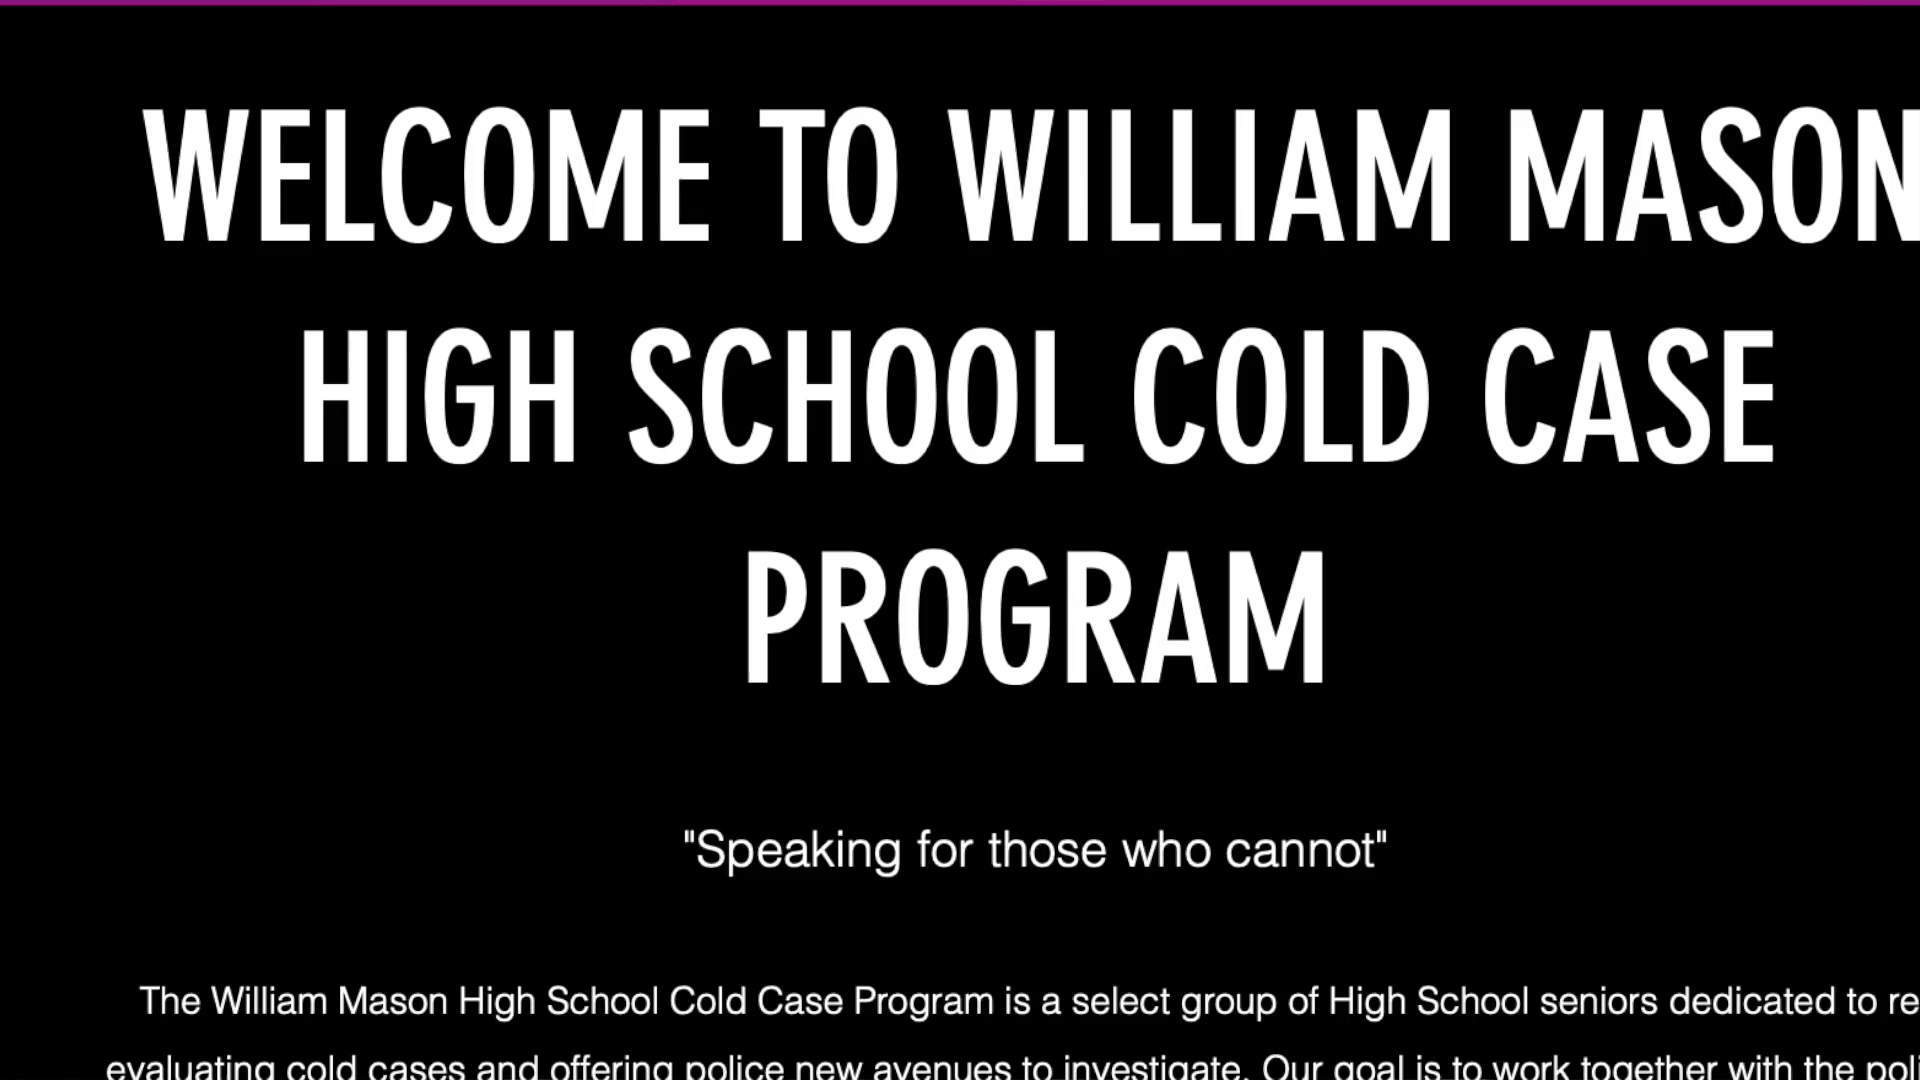 WELCOME TO WILLIAM MASON
HIGH SCHOOL COLD CASE
PROGRAM
"Speaking for those who cannot"
The William Mason High School Cold Case Program is a select group of High School seniors dedicated to re
evaluating cold cases and offering police new avenues to investigate. Our goal is to work together with the poli